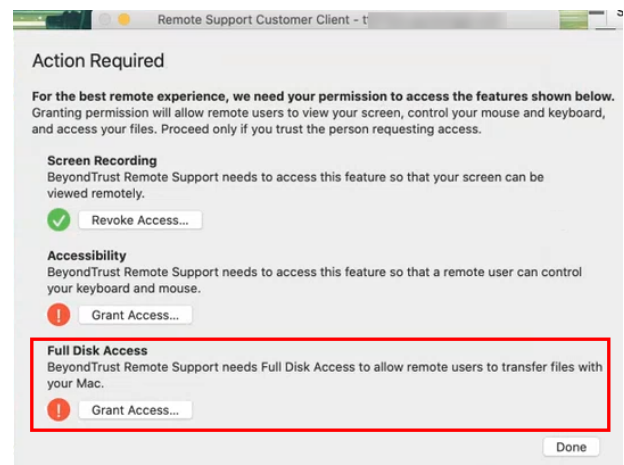 Remote Support Customer Client - t
S
Action Required
For the best remote experience, we need your permission to access the features shown below.
Granting permission will allow remote users to view your screen, control your mouse and keyboard,
and access your files. Proceed only if you trust the person requesting access.
Screen Recording
BeyondTrust Remote Support needs to access this feature so that your screen can be
viewed remotely.
Revoke Access...
Accessibility
BeyondTrust Remote Support needs to access this feature so that a remote user can control
your keyboard and mouse.
! Grant Access...
Full Disk Access
BeyondTrust Remote Support needs Full Disk Access to allow remote users to transfer files with
your Mac.
! Grant Access...
Done